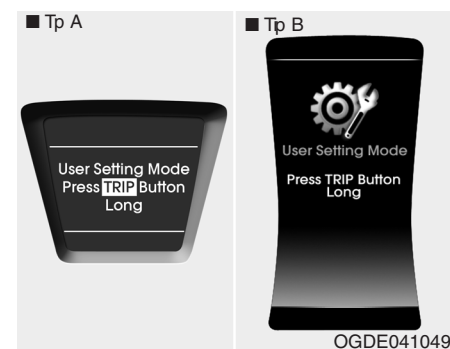 ■ Tp A
User Setting Mode
Press TRIP Button
Long
■ Tp B
User Setting Mode
Press TRIP Button
Long
OGDE041049